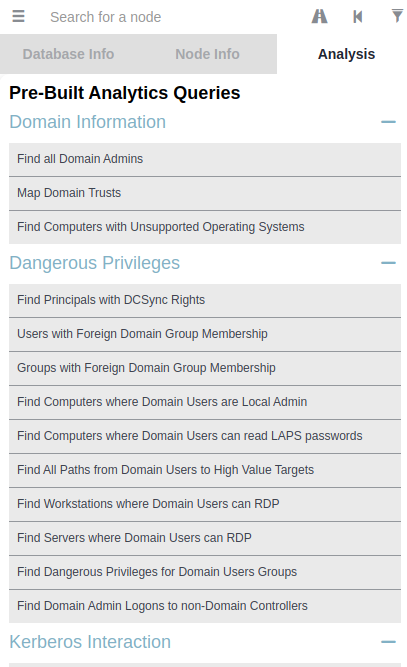 Search for a node
Database Info
Node Info
Analysis
Pre-Built Analytics Queries
Domain Information
Find all Domain Admins
Map Domain Trusts
Find Computers with Unsupported Operating Systems
Dangerous Privileges
Find Principals with DCSync Rights
Users with Foreign Domain Group Membership
Groups with Foreign Domain Group Membership
Find Computers where Domain Users are Local Admin
Find Computers where Domain Users can read LAPS passwords
Find All Paths from Domain Users to High Value Targets
Find Workstations where Domain Users can RDP
Find Servers where Domain Users can RDP
Find Dangerous Privileges for Domain Users Groups
Find Domain Admin Logons to non-Domain Controllers
Kerberos Interaction